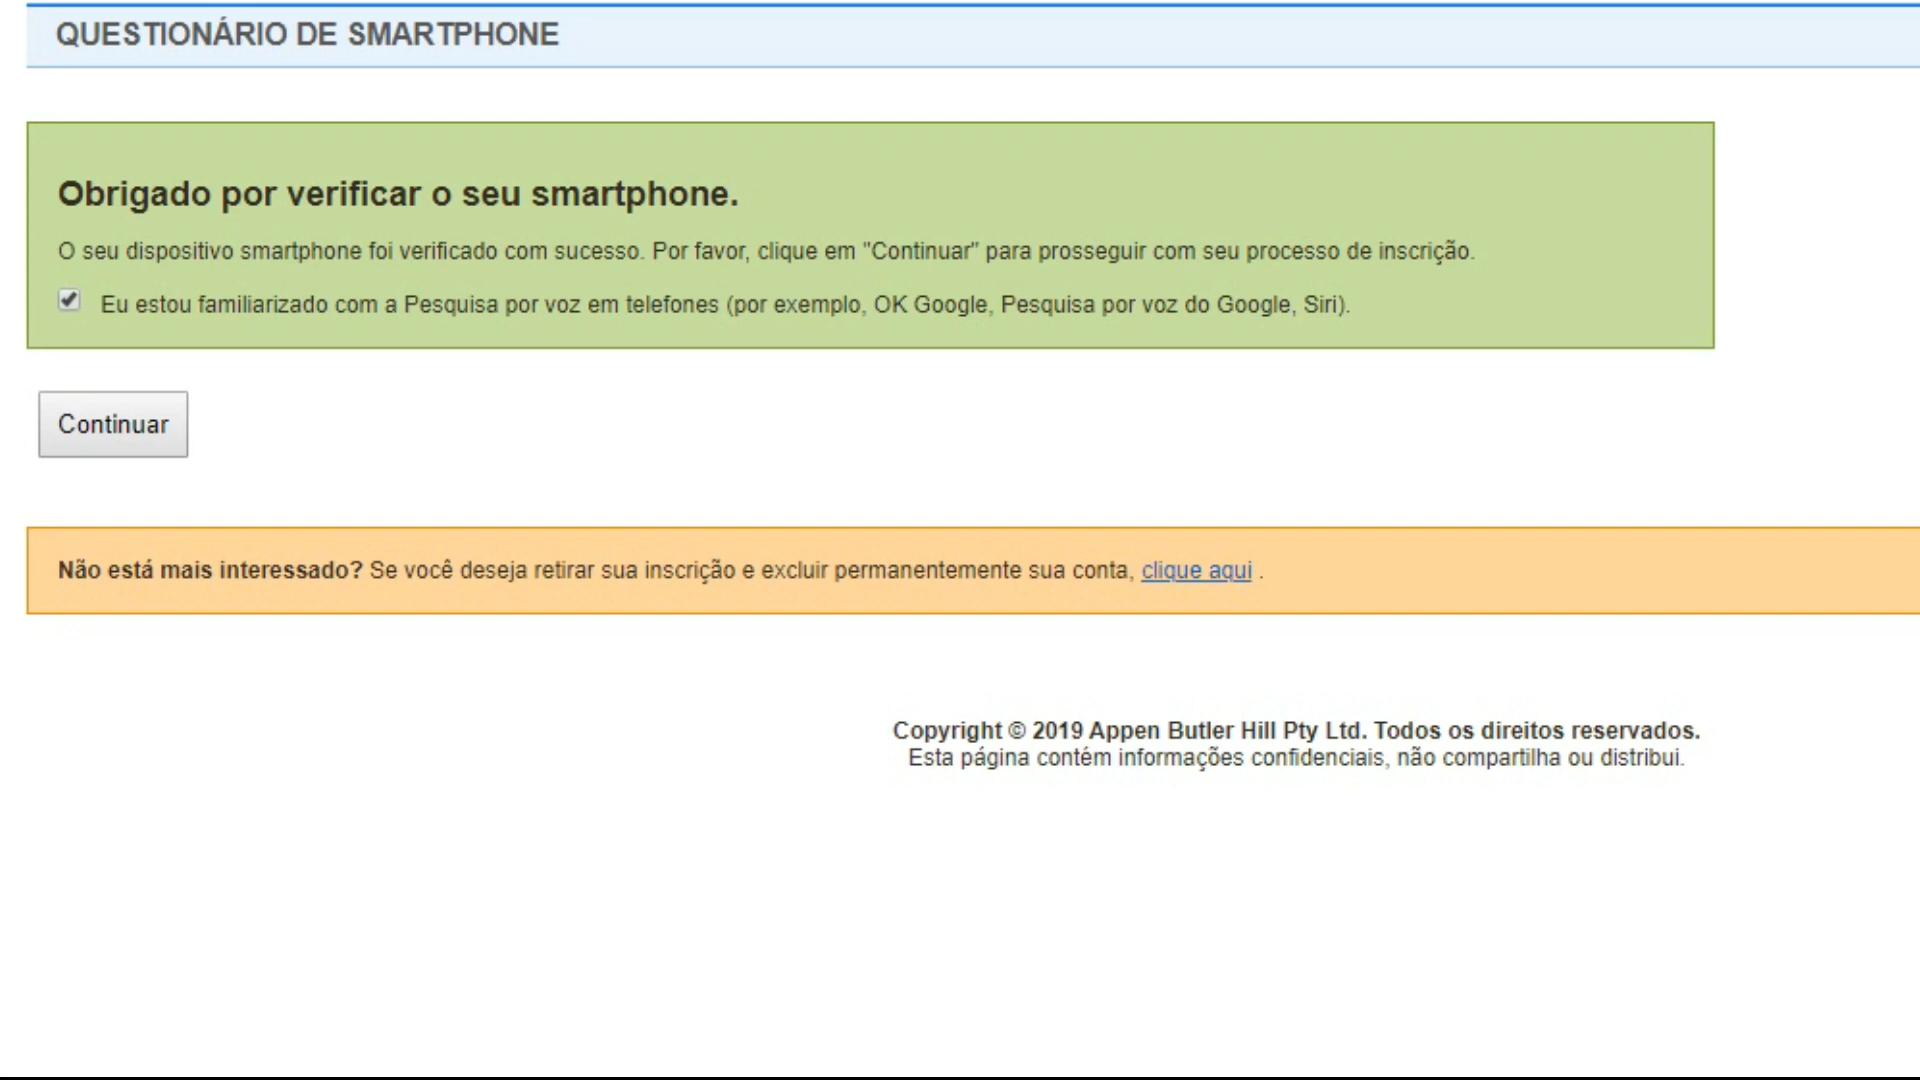 QUESTIONÁRIO DE SMARTPHONE
Obrigado por verificar o seu smartphone.
O seu dispositivo smartphone foi verificado com sucesso. Por favor, clique em "Continuar" para prosseguir com seu processo de inscrição.
Eu estou familiarizado com a Pesquisa por voz em telefones (por exemplo, OK Google, Pesquisa por voz do Google, Siri).
Continuar
Não está mais interessado? Se você deseja retirar sua inscrição e excluir permanentemente sua conta, clique aqui .
Copyright © 2019 Appen Butler Hill Pty Ltd. Todos os direitos reservados.
Esta página contém informações confidenciais, não compartilha ou distribui.